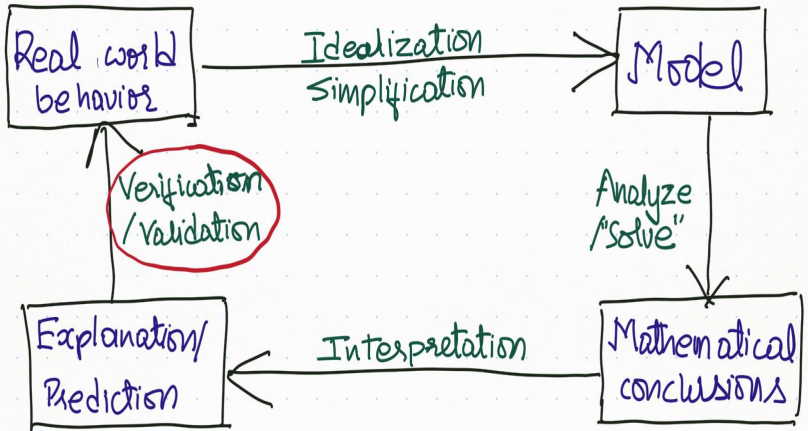 Real world
behavior
Idealization
Simplification
Model
Verification
/Validation
Analyze
/"Solve"
Explanation/
Prediction
Interpretation
Mathematical
conclusions